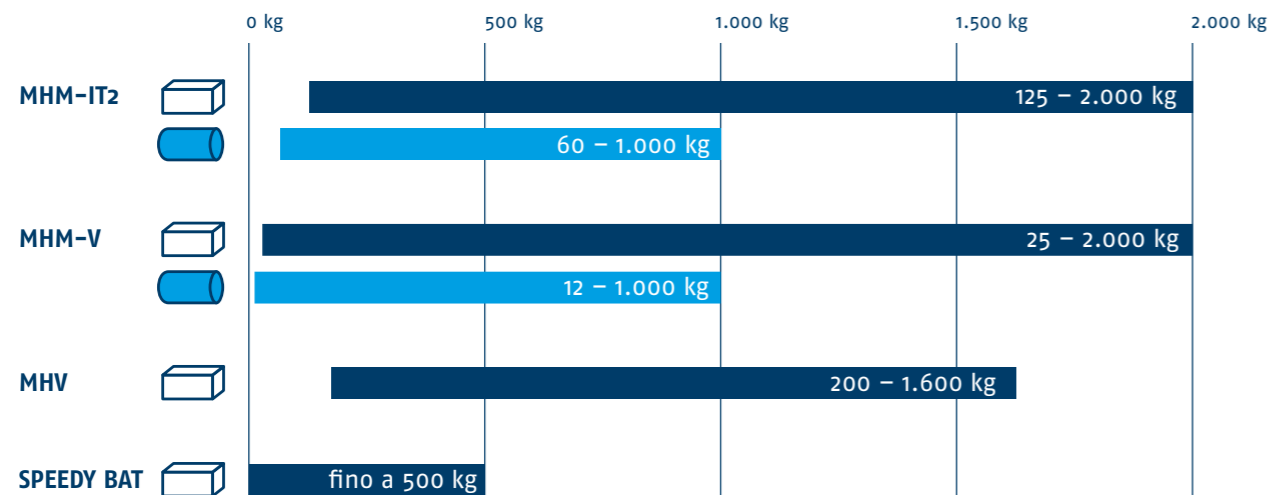 0 kg 500 kg 1.000 kg 1.500 kg 2.000 kg
MHM-IT2 125 – 2.000 kg
60 – 1.000 kg
MHM-V 25 – 2.000 kg
12 – 1.000 kg
MHV 200 – 1.600 kg
SPEEDY BAT fino a 500 kg